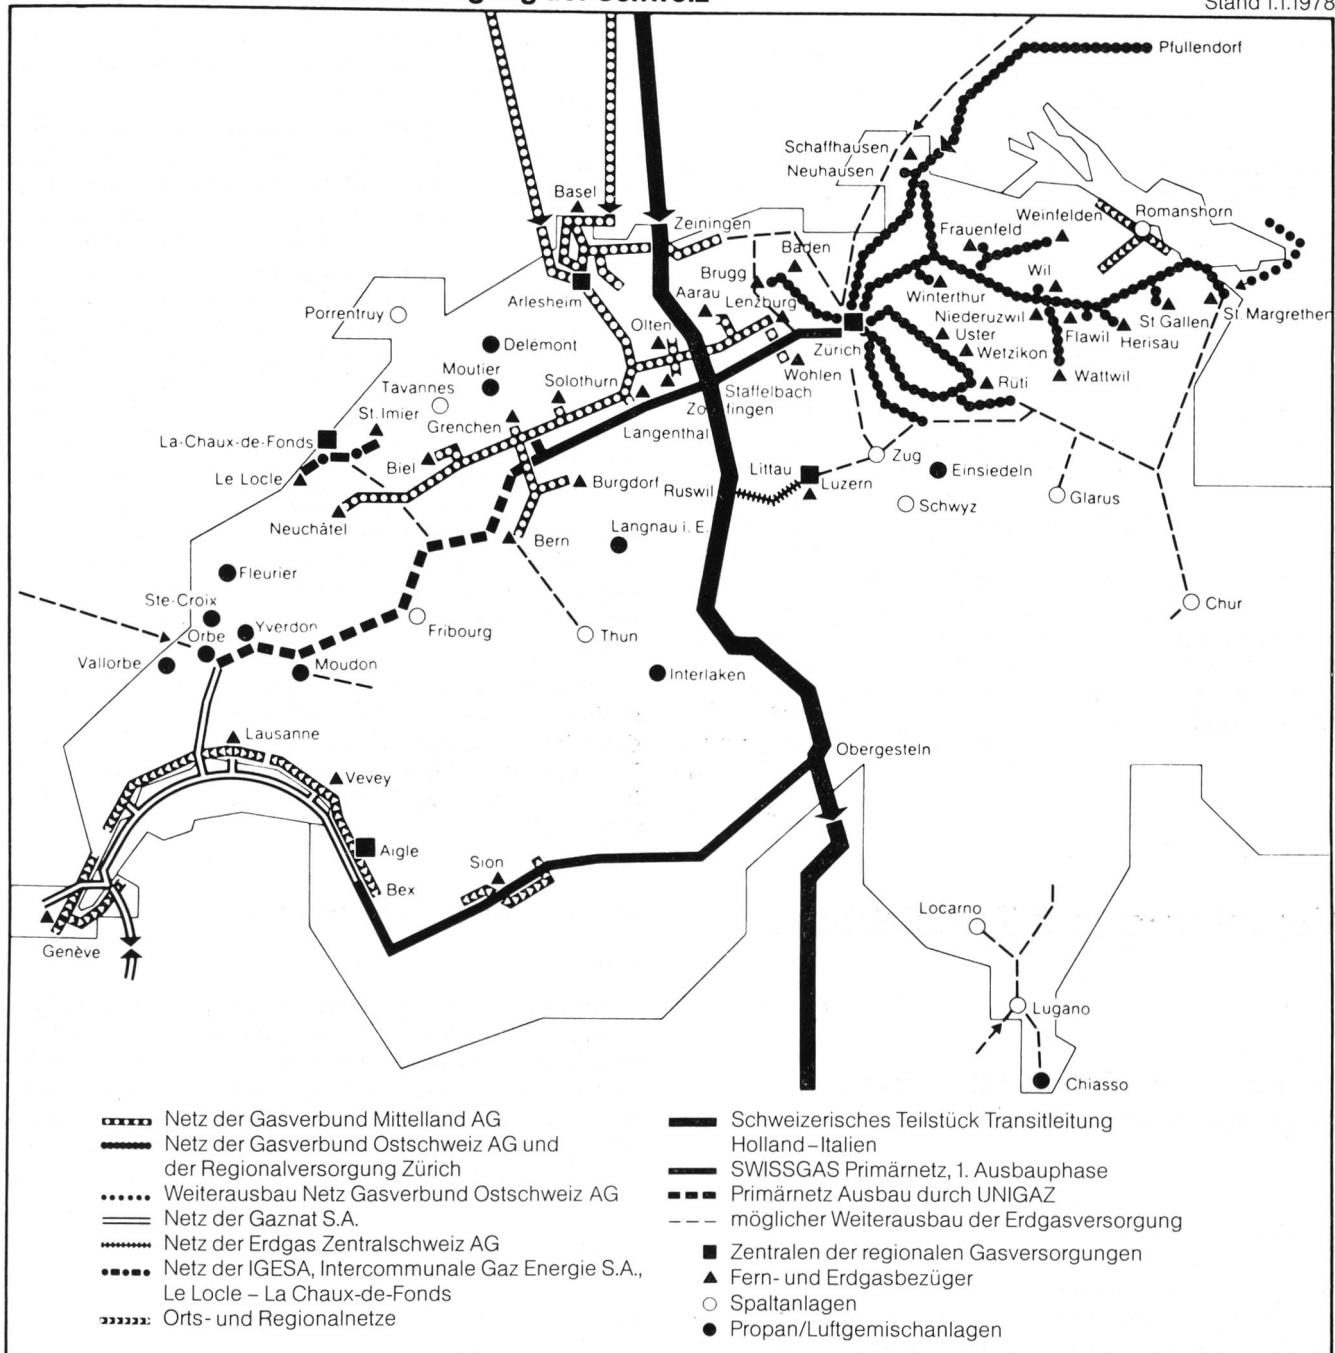 Stand 1.1.1978
Pfullendorf
Schaffhausen
Neuhausen
Basel
Zeiningen
Weinfelden
Romanshorn
Frauenfeld
Baden
Brugg
Wil
Aarau
Lenzburg
Winterthur
Arlesheim
Niederuzwil
St. Gallen
St. Margrethen
Porrentruy
Olten
Uster
Flawil
Herisau
Delémont
Zürich
Wetzikon
Moutier
Wohlen
Wattwil
Tavannes
Solothurn
Rüti
Staffelbach
St. Imier
Zofingen
Grenchen
Langenthal
La-Chaux-de-Fonds
Zug
Biel
Littau
Einsiedeln
Le Locle
Burgdorf
Luzern
Ruswil
Glarus
Schwyz
Neuchâtel
Langnau i. E.
Bern
Fleurier
Ste-Croix
Chur
Yverdon
Fribourg
Thun
Orbe
Vallorbe
Moudon
Interlaken
Lausanne
Obergesteln
Vevey
Aigle
Sion
Bex
Locarno
Genève
Lugano
Chiasso
Netz der Gasverbund Mittelland AG
Netz der Gasverbund Ostschweiz AG und
der Regionalversorgung Zürich
Weiterausbau Netz Gasverbund Ostschweiz AG
Netz der Gaznat S.A.
Netz der Erdgas Zentralschweiz AG
Netz der IGESA, Intercommunale Gaz Energie S.A.,
Le Locle – La Chaux-de-Fonds
Orts- und Regionalnetze
Schweizerisches Teilstück Transitleitung
Holland–Italien
SWISSGAS Primärnetz, 1. Ausbauphase
Primärnetz Ausbau durch UNIGAZ
möglicher Weiterausbau der Erdgasversorgung
Zentralen der regionalen Gasversorgungen
Fern- und Erdgasbezüger
Spaltanlagen
Propan/Luftgemischanlagen